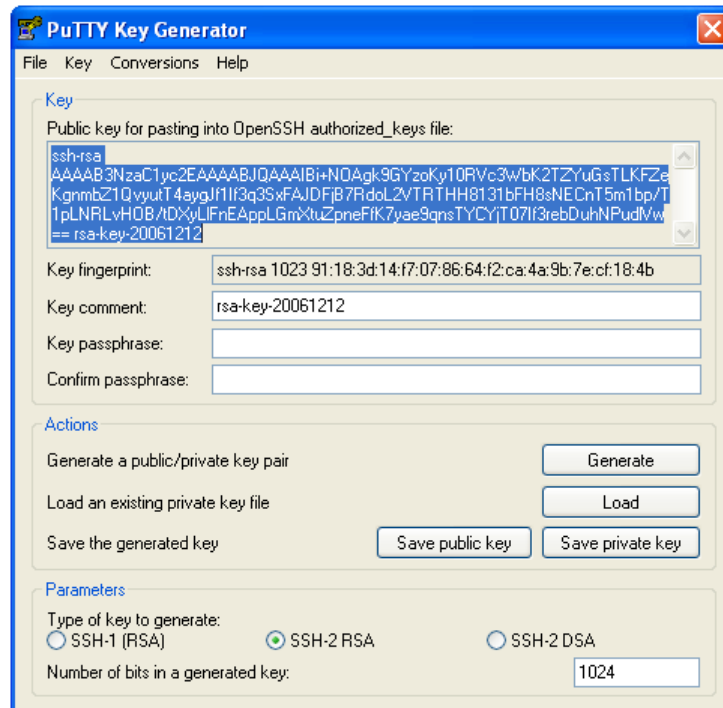 PuTTY Key Generator
File Key Conversions Help
Key
Public key for pasting into OpenSSH authorized_keys file:
ssh-rsa
AAAAB3NzaC1yc2EAAAABJQAAAIBi+NOAgk9GYzoKy10RVc3WbK2TZYuGsTLKFZe
KgnmbZ1QvyutT4aygJf1If3q3SxFAJDFjB7RdoL2VTRTHH8131bFH8sNECnT5m1bp/T
1pLNRLvHOB/tDXyLlFnEAppLGmXtuZpneFfK7yae9qnsTYCYjT07If3rebDuhNPudlVw
== rsa-key-20061212
Key fingerprint: ssh-rsa 1023 91:18:3d:14:f7:07:86:64:f2:ca:4a:9b:7e:cf:18:4b
Key comment: rsa-key-20061212
Key passphrase:
Confirm passphrase:
Actions
Generate a public/private key pair Generate
Load an existing private key file Load
Save the generated key Save public key Save private key
Parameters
Type of key to generate:
SSH-1 (RSA) SSH-2 RSA SSH-2 DSA
Number of bits in a generated key: 1024